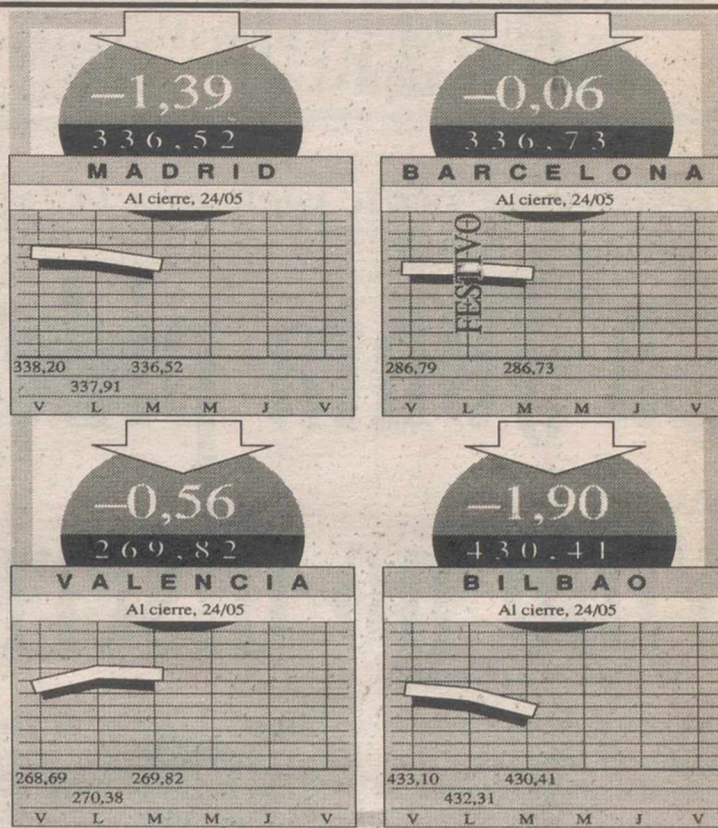 –1,39
336,52
MADRID
Al cierre, 24/05
338,20 336,52
337,91
V L M M J V
–0,06
336,73
BARCELONA
Al cierre, 24/05
FESTIVO
286,79 286,73
V L M M J V
–0,56
269,82
VALENCIA
Al cierre, 24/05
268,69 269,82
270,38
V L M M J V
–1,90
430,41
BILBAO
Al cierre, 24/05
433,10 430,41
432,31
V L M M J V